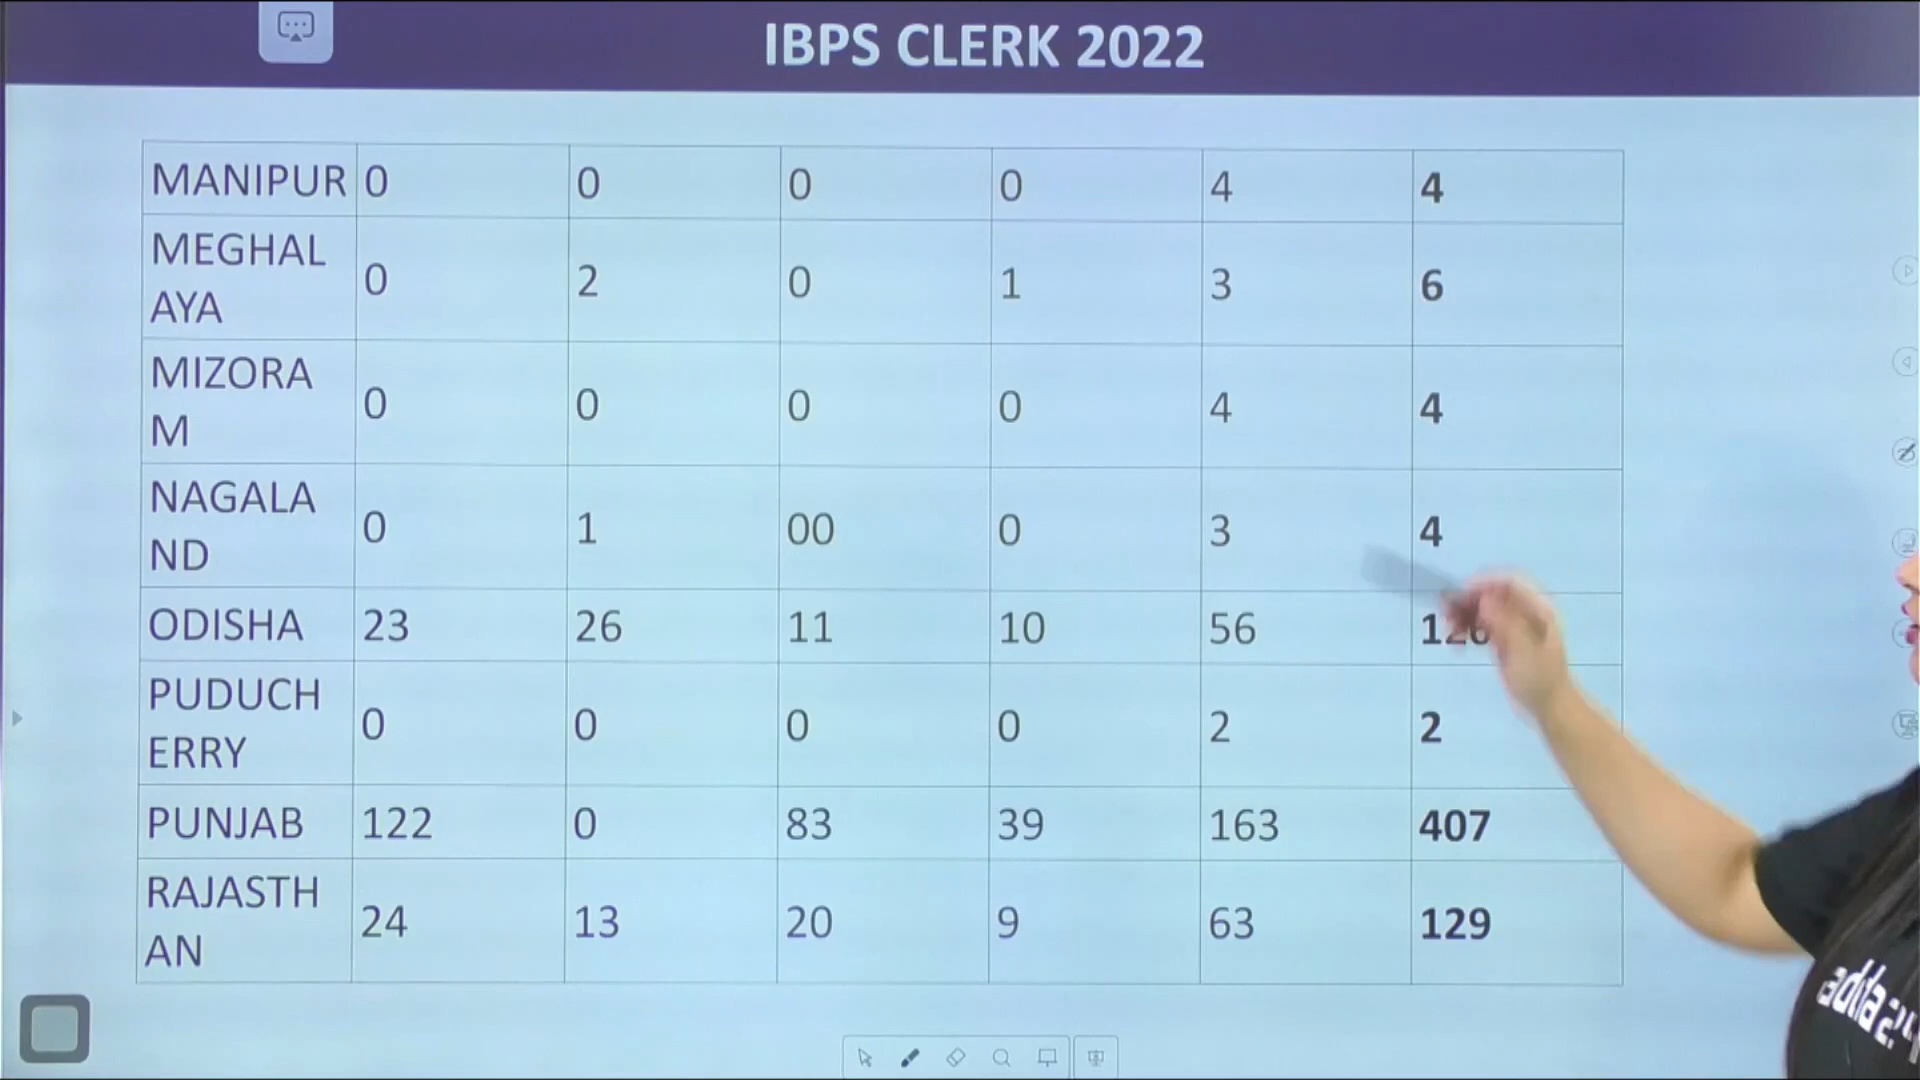 IBPS CLERK 2022
MANIPUR 0 0 0 0 4 4
MEGHAL
AYA 0 2 0 1 3 6
MIZORA
M 0 0 0 0 4 4
NAGALA
ND 0 1 00 0 3 4
ODISHA 23 26 11 10 56 126
PUDUCH
ERRY 0 0 0 0 2 2
PUNJAB 122 0 83 39 163 407
RAJASTH
AN 24 13 20 9 63 129